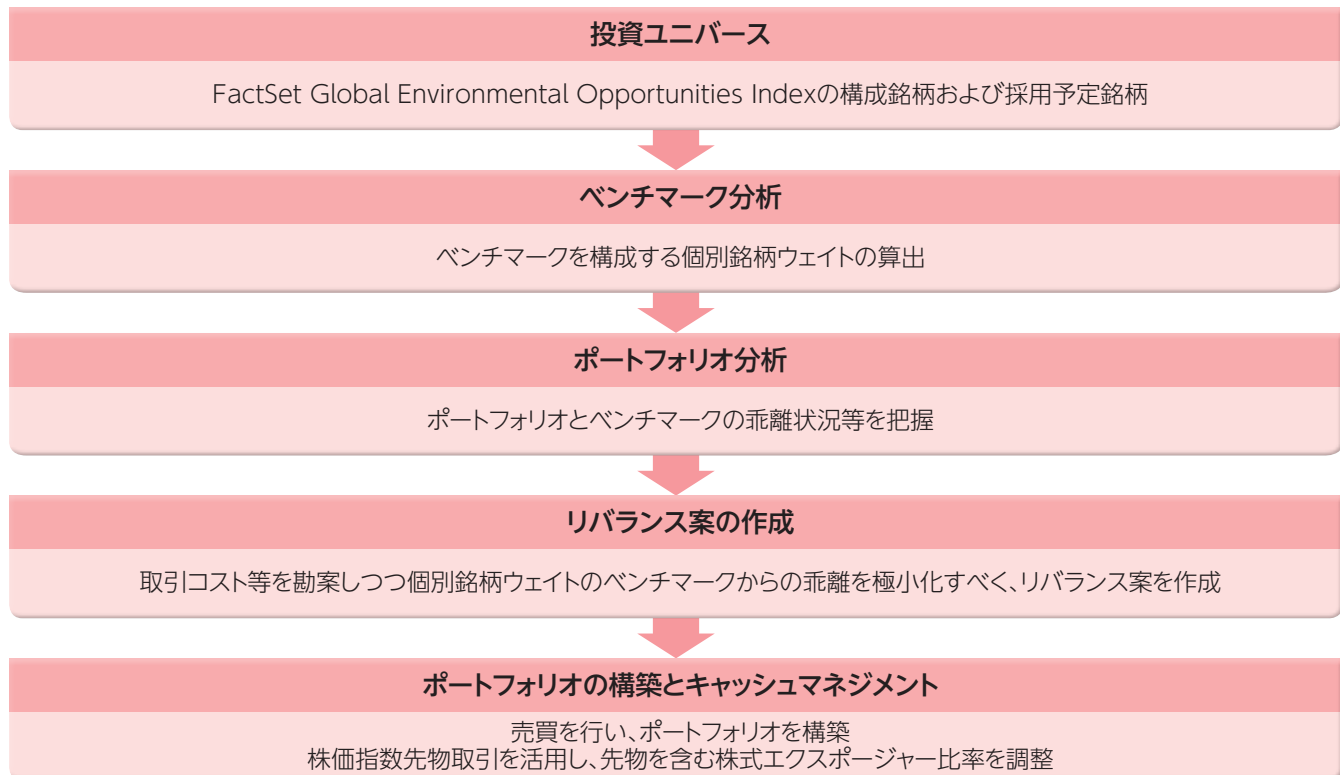 投資ユニバース
FactSet Global Environmental Opportunities Indexの構成銘柄および採用予定銘柄
ベンチマーク分析
ベンチマークを構成する個別銘柄ウェイトの算出
ポートフォリオ分析
ポートフォリオとベンチマークの乖離状況等を把握
リバランス案の作成
取引コスト等を勘案しつつ個別銘柄ウェイトのベンチマークからの乖離を極小化すべく、リバランス案を作成
ポートフォリオの構築とキャッシュマネジメント
売買を行い、ポートフォリオを構築
株価指数先物取引を活用し、先物を含む株式エクスポージャー比率を調整